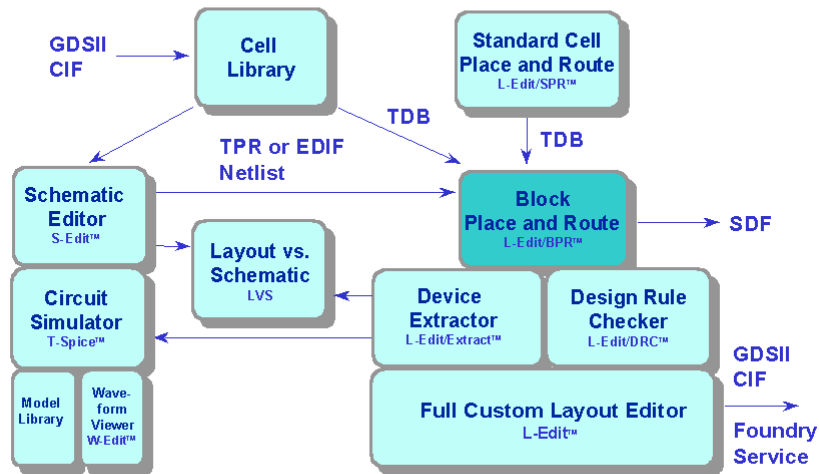 GDSII
CIF
Cell
Library
Standard Cell
Place and Route
L-Edit/SPR™
TDB
TDB
TPR or EDIF
Netlist
Schematic
Editor
S-Edit™
Block
Place and Route
L-Edit/BPR™
SDF
Layout vs.
Schematic
LVS
Circuit
Simulator
T-Spice™
Device
Extractor
L-Edit/Extract™
Design Rule
Checker
L-Edit/DRC™
GDSII
CIF
Model
Library
Wave-
form
Viewer
W-Edit™
Full Custom Layout Editor
L-Edit™
Foundry
Service